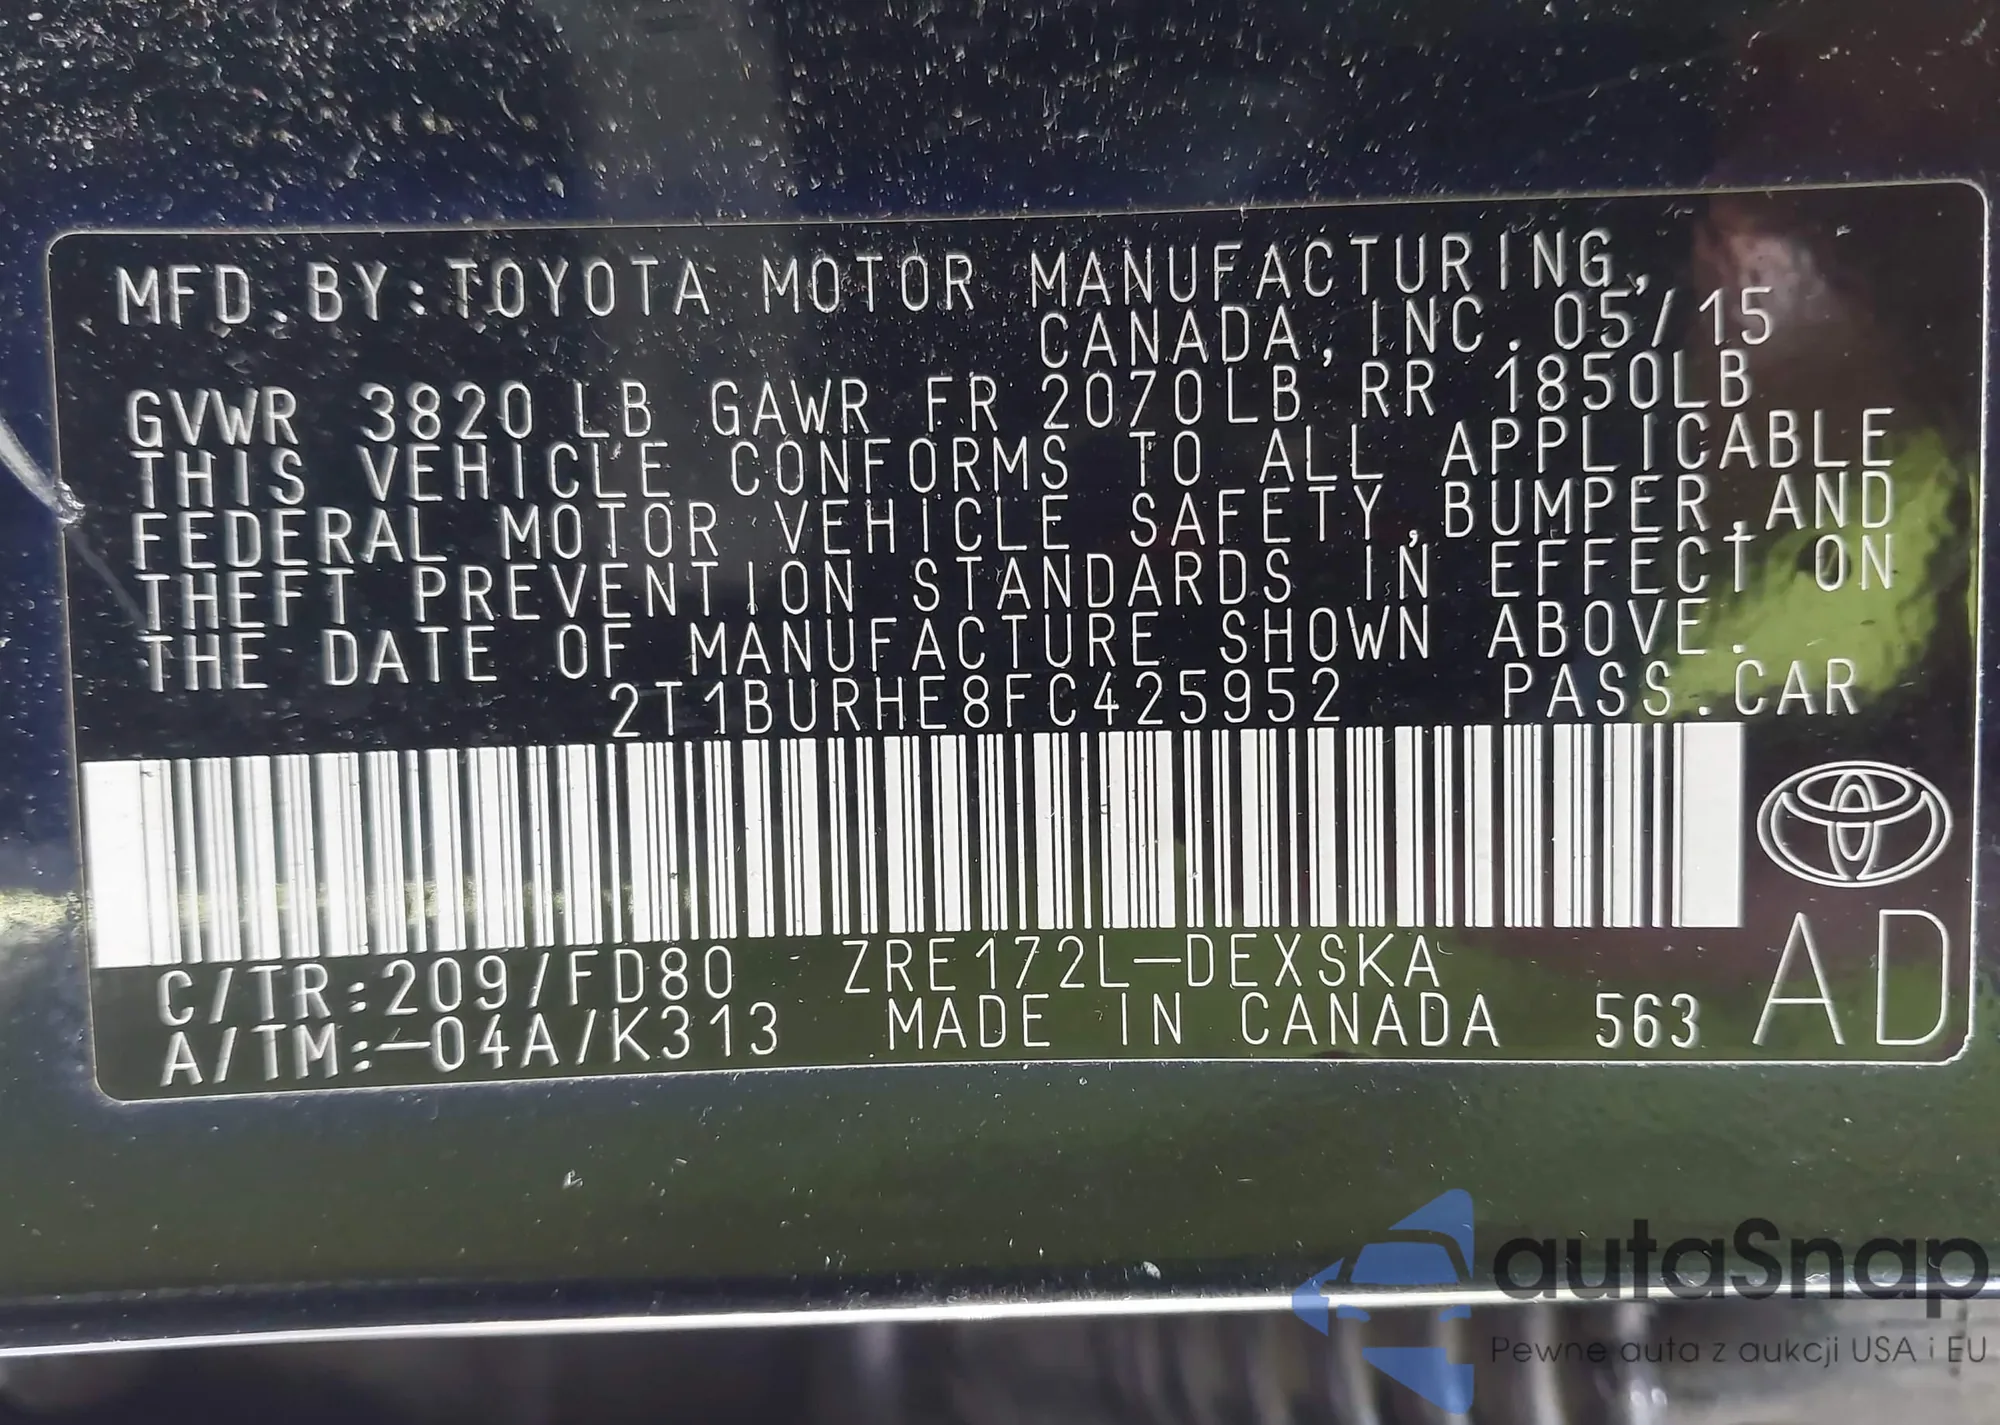 MFD. BY: TOYOTA MOTOR MANUFACTURING,
CANADA, INC. 05/15
GVWR 3820 LB GAWR FR 2070LB RR 1850LB
THIS VEHICLE CONFORMS TO ALL APPLICABLE
FEDERAL MOTOR VEHICLE SAFETY, BUMPER, AND
THEFT PREVENTION STANDARDS IN EFFECT ON
THE DATE OF MANUFACTURE SHOWN ABOVE.
2T1BURHE8FC425952 PASS. CAR
C/TR:209/FD80 ZRE172L-DEXSKA
A/TM:-04A/K313 MADE IN CANADA 563 AD
autaSnap
Pewne auta z aukcji USA i EU